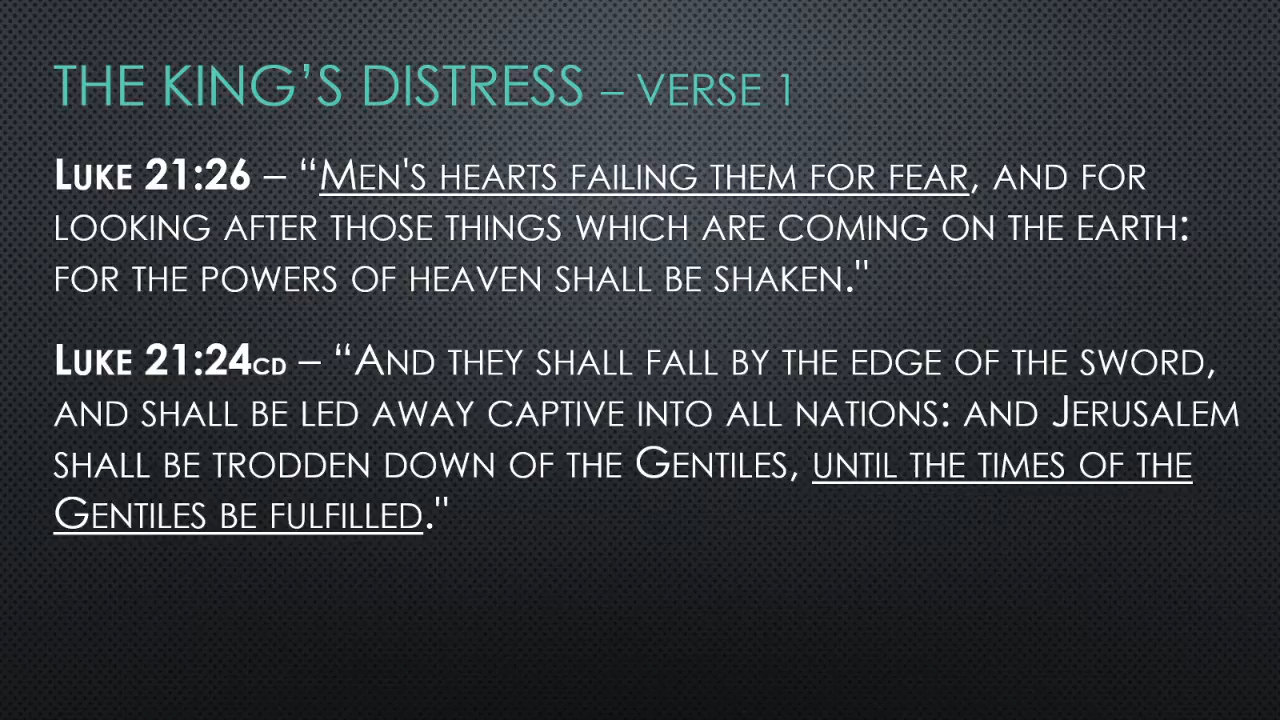 THE KING’S DISTRESS – VERSE 1
LUKE 21:26 – “MEN'S HEARTS FAILING THEM FOR FEAR, AND FOR
LOOKING AFTER THOSE THINGS WHICH ARE COMING ON THE EARTH:
FOR THE POWERS OF HEAVEN SHALL BE SHAKEN."
LUKE 21:24CD – “AND THEY SHALL FALL BY THE EDGE OF THE SWORD,
AND SHALL BE LED AWAY CAPTIVE INTO ALL NATIONS: AND JERUSALEM
SHALL BE TRODDEN DOWN OF THE GENTILES, UNTIL THE TIMES OF THE
GENTILES BE FULFILLED."